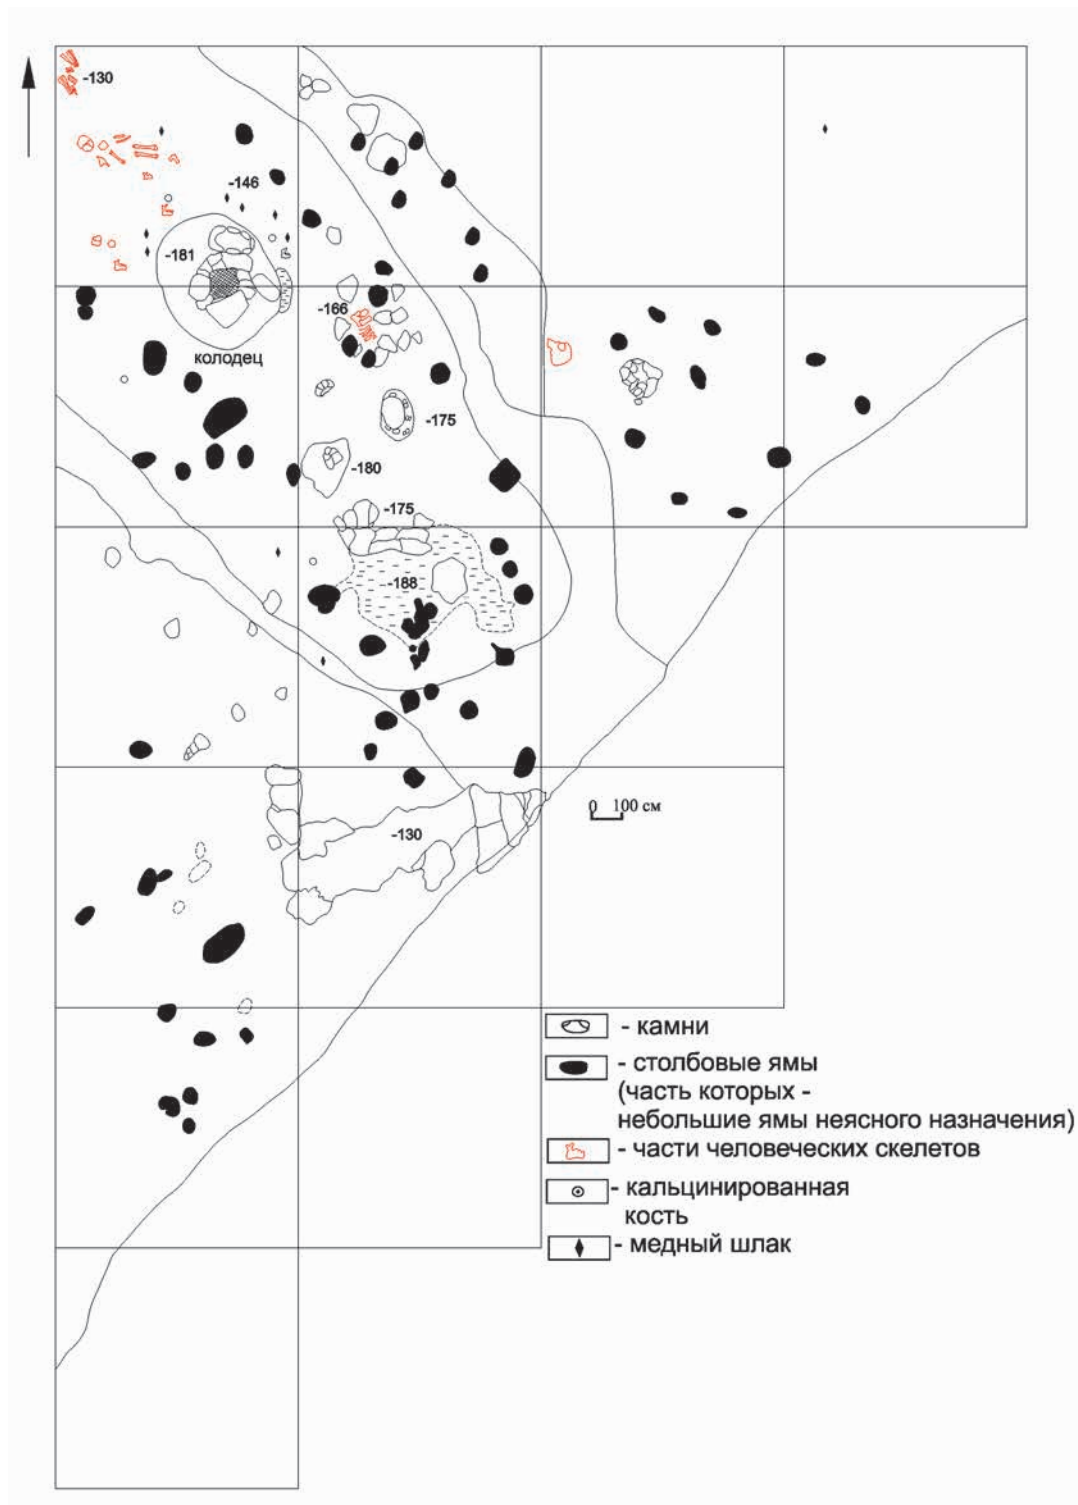 -130
-146
-181
-166
колодец
-175
-180
-175
-188
0 100 см
-130
- камни
- столбовые ямы
(часть которых -
небольшие ямы неясного назначения)
- части человеческих скелетов
- кальцинированная
кость
- медный шлак